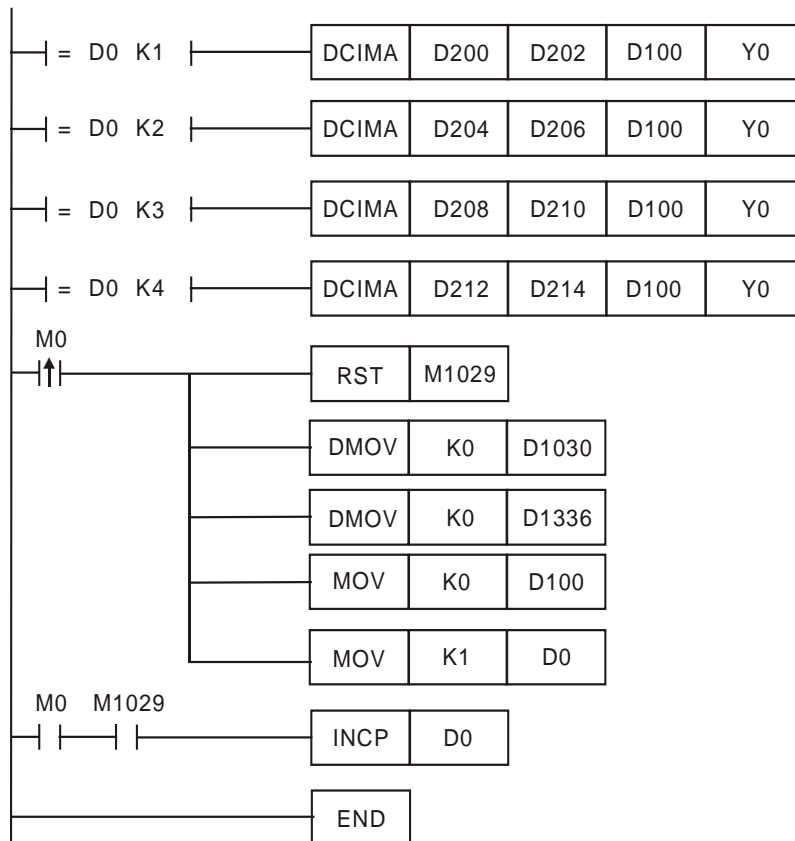 = D0 K1 DCIMA D200 D202 D100 Y0
= D0 K2 DCIMA D204 D206 D100 Y0
= D0 K3 DCIMA D208 D210 D100 Y0
= D0 K4 DCIMA D212 D214 D100 Y0
M0
RST M1029
DMOV K0 D1030
DMOV K0 D1336
MOV K0 D100
MOV K1 D0
M0 M1029
INCP D0
END